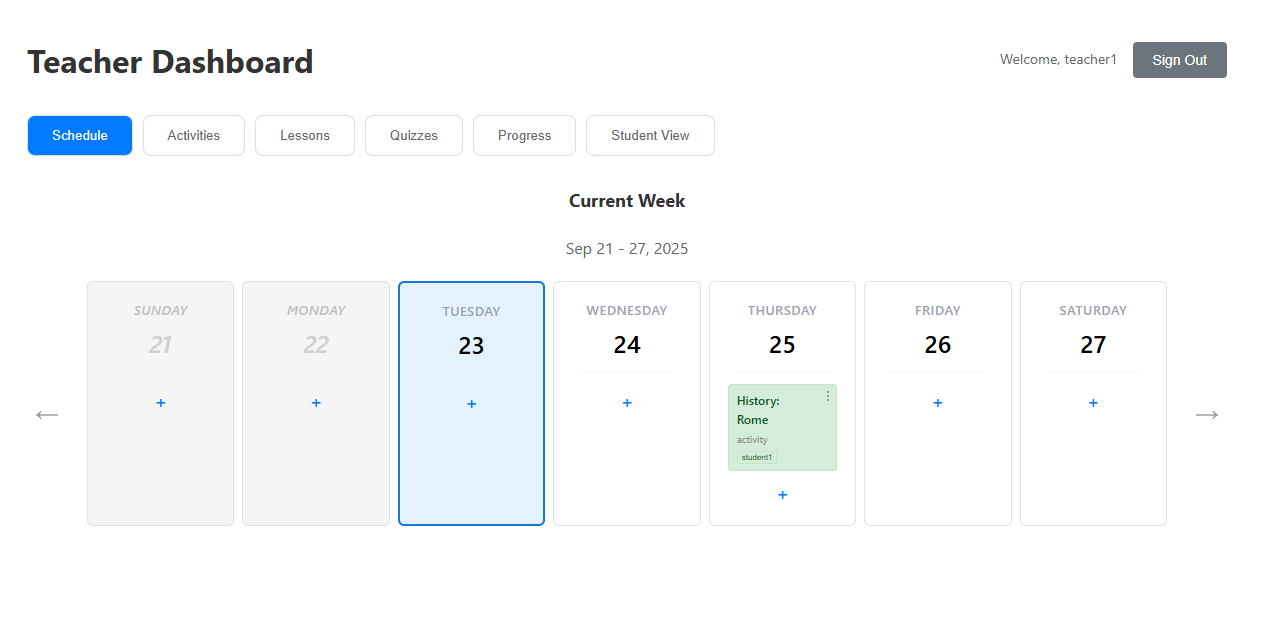 Teacher Dashboard
Welcome, teacher1
Sign Out
Schedule
Activities
Lessons
Quizzes
Progress
Student View
Current Week
Sep 21 - 27, 2025
SUNDAY
21
+
MONDAY
22
+
TUESDAY
23
+
WEDNESDAY
24
+
THURSDAY
25
History:
Rome
activity
student1
+
FRIDAY
26
+
SATURDAY
27
+